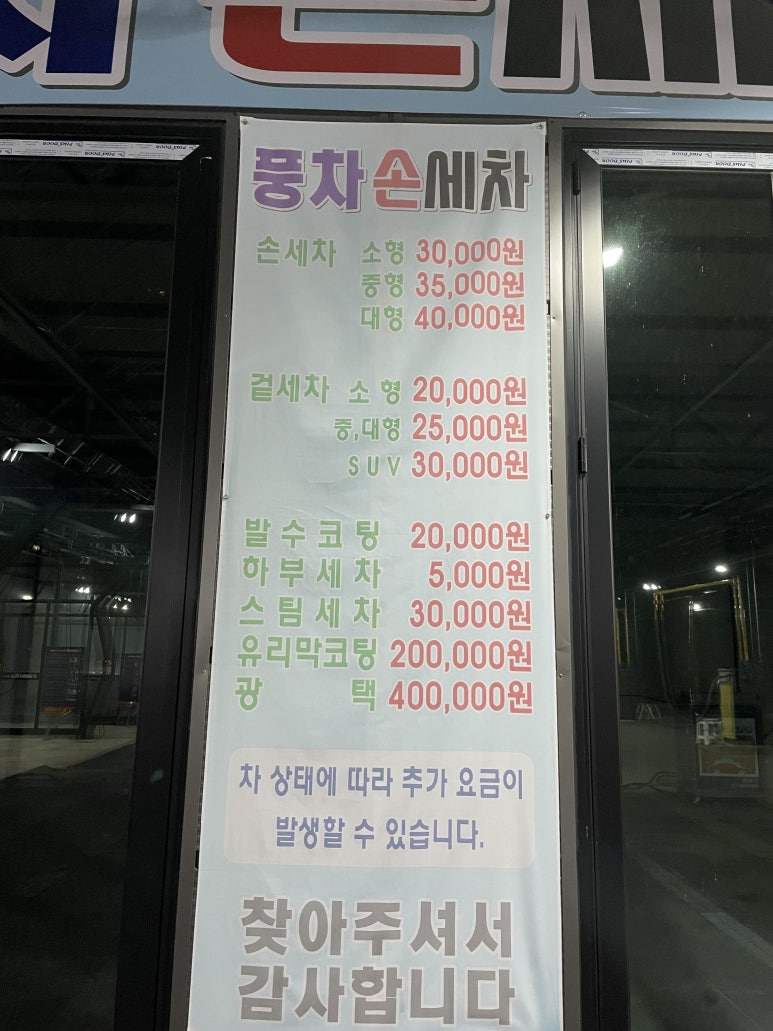 풍차손세차
손세차 소형 30,000원
중형 35,000원
대형 40,000원
겉세차 소형 20,000원
중,대형 25,000원
SUV 30,000원
발수코팅 20,000원
하부세차 5,000원
스팀세차 30,000원
유리막코팅 200,000원
광택 400,000원
차 상태에 따라 추가 요금이
발생할 수 있습니다.
찾아주셔서
감사합니다